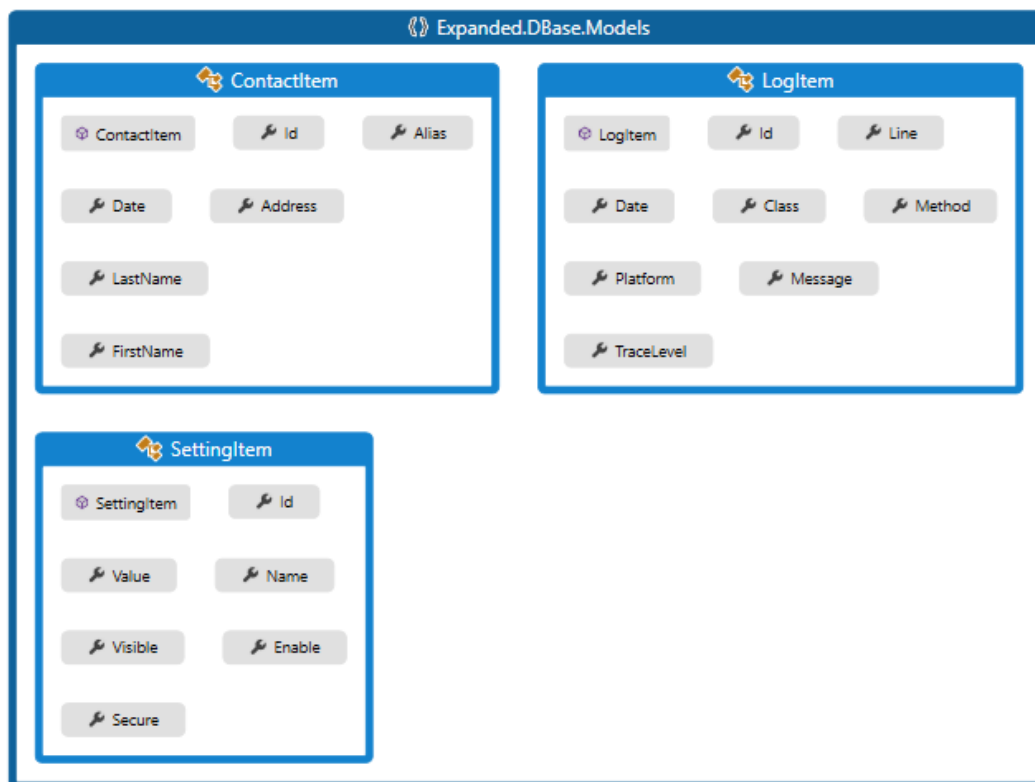 Expanded.DBase.Models
ContactItem
ContactItem Id Alias
Date Address
LastName
FirstName
LogItem
LogItem Id Line
Date Class Method
Platform Message
TraceLevel
SettingItem
SettingItem Id
Value Name
Visible Enable
Secure